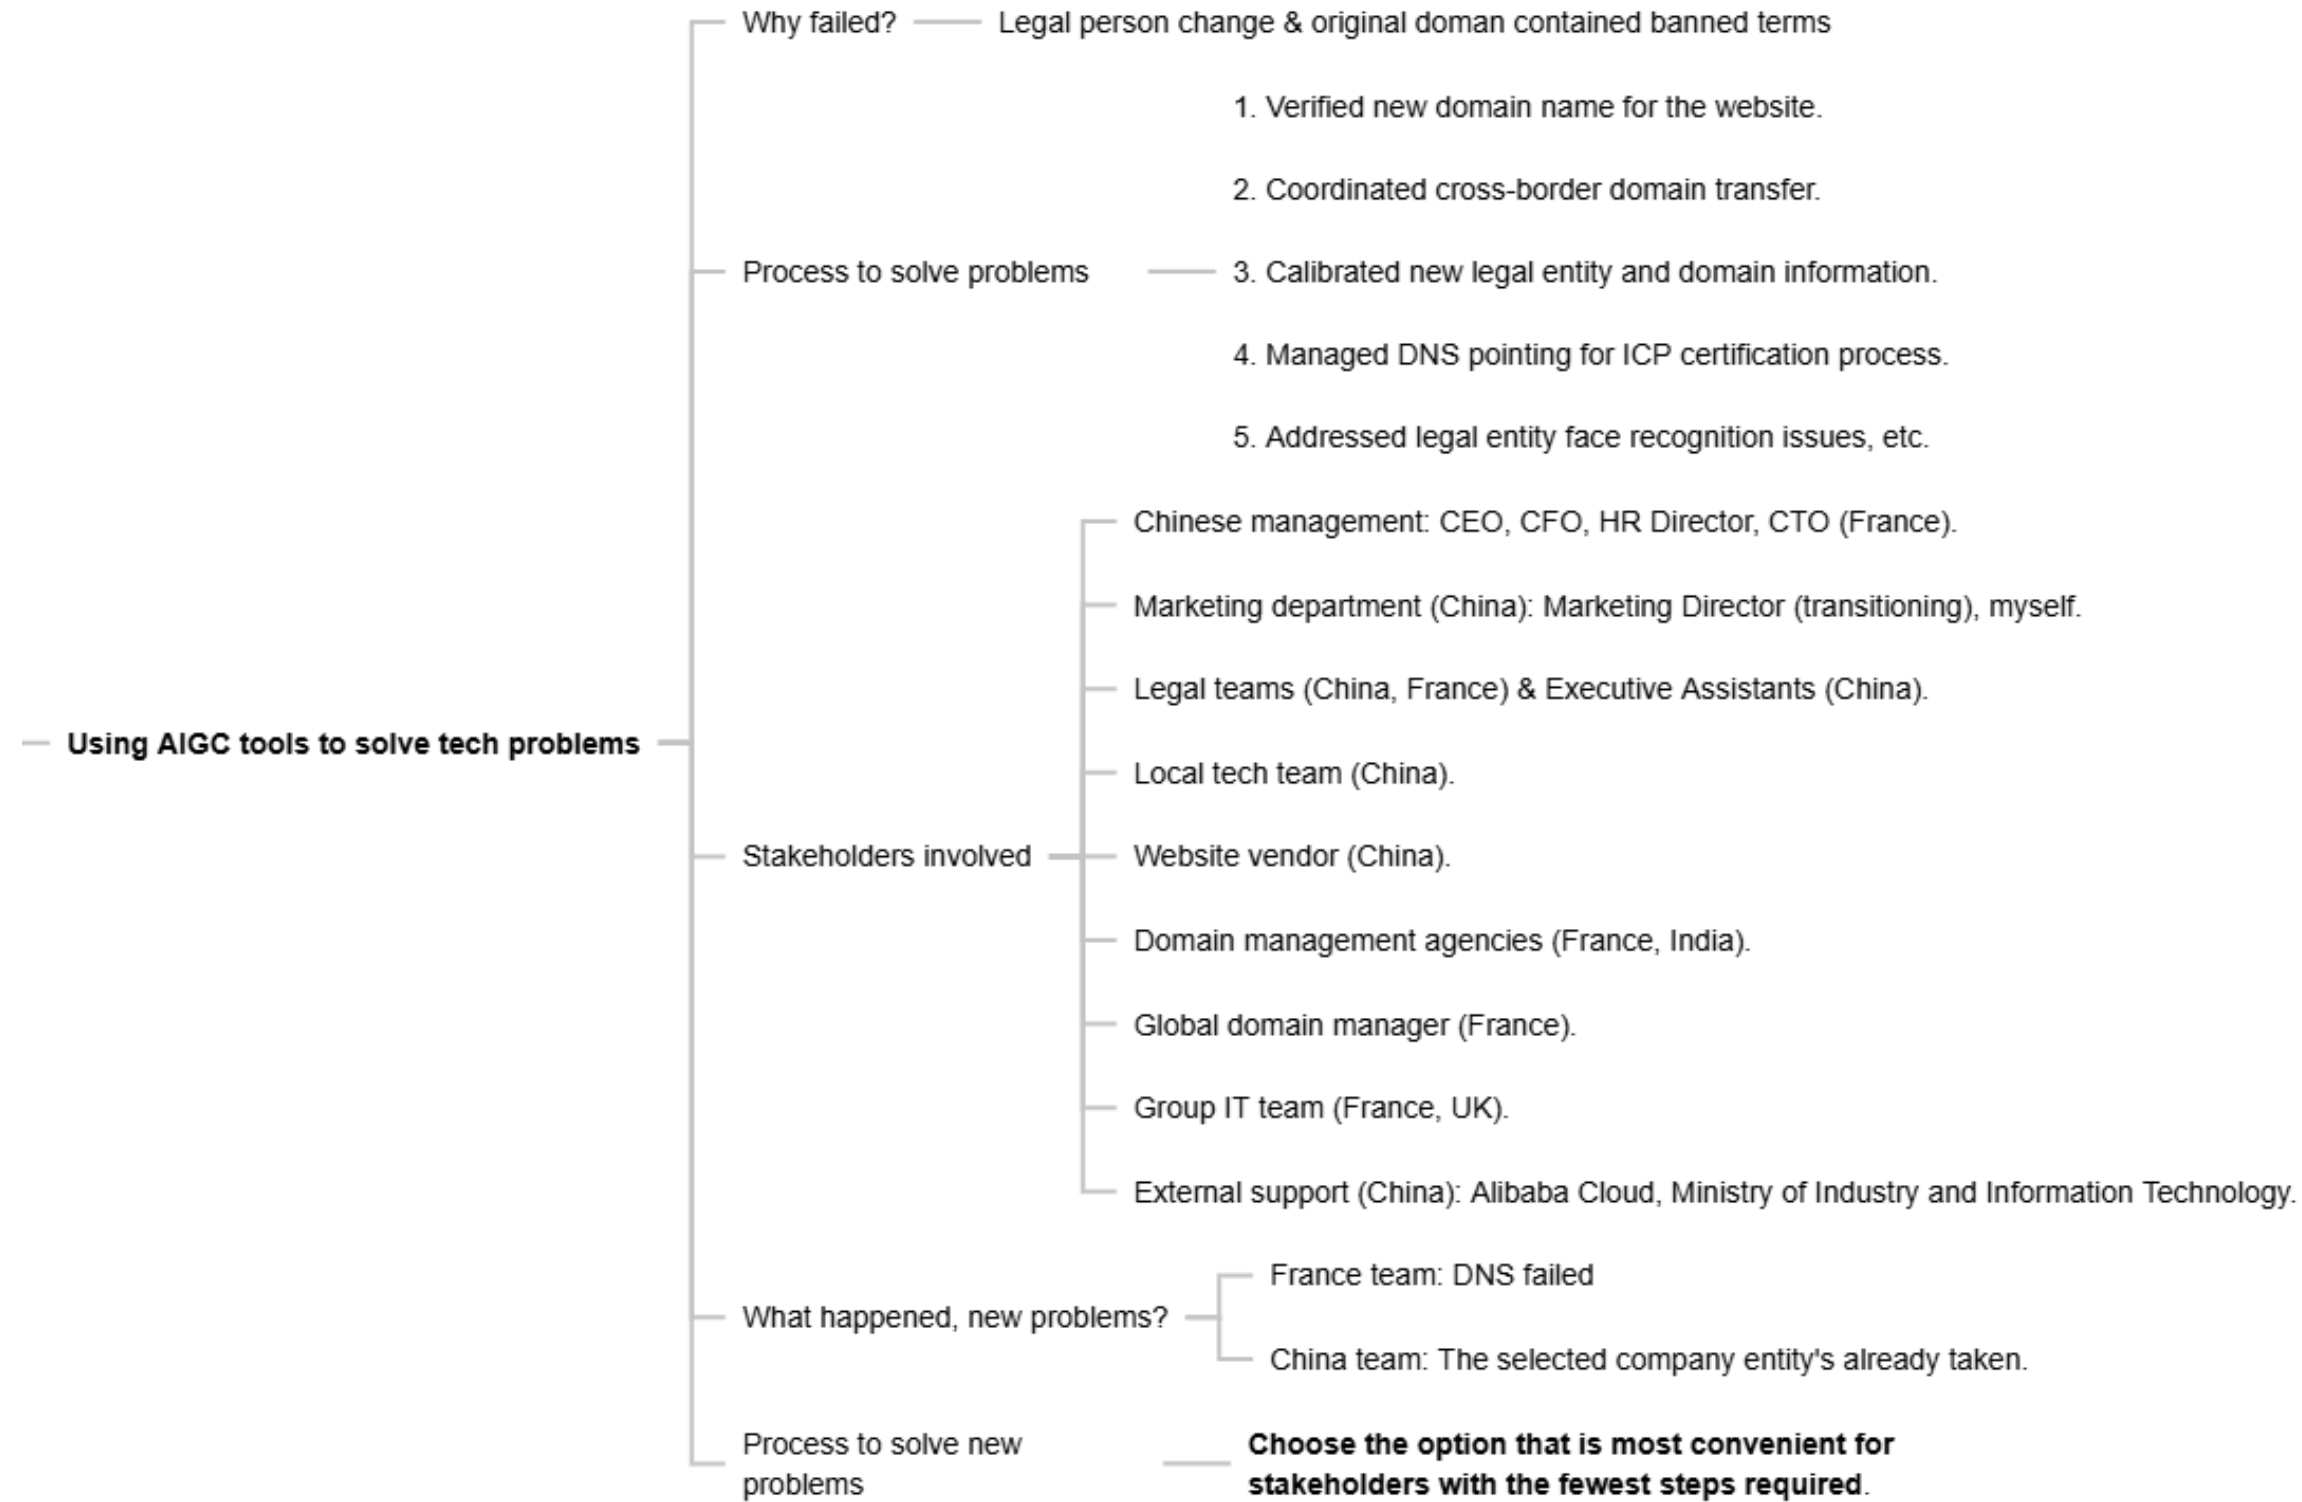 Why failed?
Legal person change & original doman contained banned terms
1. Verified new domain name for the website.
2. Coordinated cross-border domain transfer.
Process to solve problems
3. Calibrated new legal entity and domain information.
4. Managed DNS pointing for ICP certification process.
5. Addressed legal entity face recognition issues, etc.
Chinese management: CEO, CFO, HR Director, CTO (France).
Marketing department (China): Marketing Director (transitioning), myself.
Legal teams (China, France) & Executive Assistants (China).
Using AIGC tools to solve tech problems
Local tech team (China).
Stakeholders involved
Website vendor (China).
Domain management agencies (France, India).
Global domain manager (France).
Group IT team (France, UK).
External support (China): Alibaba Cloud, Ministry of Industry and Information Technology.
France team: DNS failed
What happened, new problems?
China team: The selected company entity's already taken.
Process to solve new
problems
Choose the option that is most convenient for
stakeholders with the fewest steps required.